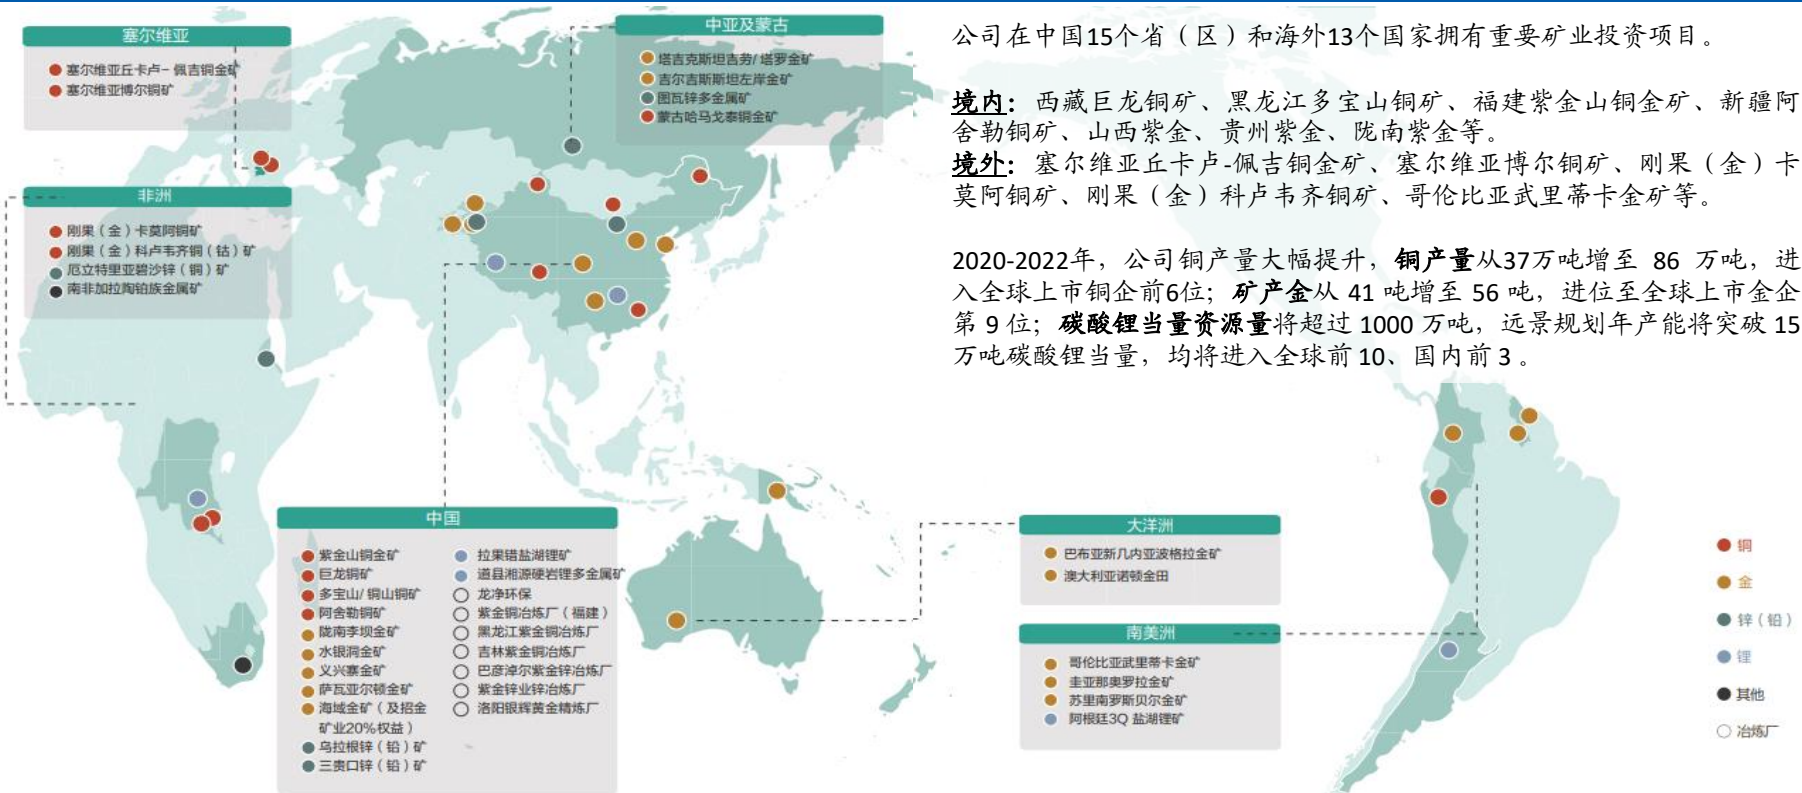 塞尔维亚
塞尔维亚丘卡卢-佩吉铜金矿
塞尔维亚博尔铜矿
中亚及蒙古
塔吉克斯坦吉劳/塔罗金矿
吉尔吉斯斯坦左岸金矿
图瓦锌多金属矿
蒙古哈马戈泰铜金矿
公司在中国15个省（区）和海外13个国家拥有重要矿业投资项目。
境内：西藏巨龙铜矿、黑龙江多宝山铜矿、福建紫金山铜金矿、新疆阿
舍勒铜矿、山西紫金、贵州紫金、陇南紫金等。
境外：塞尔维亚丘卡卢-佩吉铜金矿、塞尔维亚博尔铜矿、刚果（金）卡
莫阿铜矿、刚果（金）科卢韦齐铜矿、哥伦比亚武里蒂卡金矿等。
2020-2022年，公司铜产量大幅提升，铜产量从37万吨增至 86 万吨，进
入全球上市铜企前6位；矿产金从 41 吨增至 56 吨，进位至全球上市金企
第 9 位；碳酸锂当量资源量将超过 1000 万吨，远景规划年产能将突破 15
万吨碳酸锂当量，均将进入全球前 10、国内前 3 。
非洲
刚果（金）卡莫阿铜矿
刚果（金）科卢韦齐铜（钴）矿
厄立特里亚碧沙锌（铜）矿
南非加拉陶铂族金属矿
中国
紫金山铜金矿
巨龙铜矿
多宝山/铜山铜矿
阿舍勒铜矿
陇南李坝金矿
水银洞金矿
义兴寨金矿
萨瓦亚尔顿金矿
海域金矿（及招金
矿业20%权益）
乌拉根锌（铅）矿
三贵口锌（铅）矿
拉果错盐湖锂矿
道县湘源硬岩锂多金属矿
龙净环保
紫金铜冶炼厂（福建）
黑龙江紫金铜冶炼厂
吉林紫金铜冶炼厂
巴彦淖尔紫金锌冶炼厂
紫金锌业锌冶炼厂
洛阳银辉黄金精炼厂
大洋洲
巴布亚新几内亚波格拉金矿
澳大利亚诺顿金田
南美洲
哥伦比亚武里蒂卡金矿
圭亚那奥罗拉金矿
苏里南罗斯贝尔金矿
阿根廷3Q 盐湖锂矿
铜
金
锌（铅）
锂
其他
冶炼厂